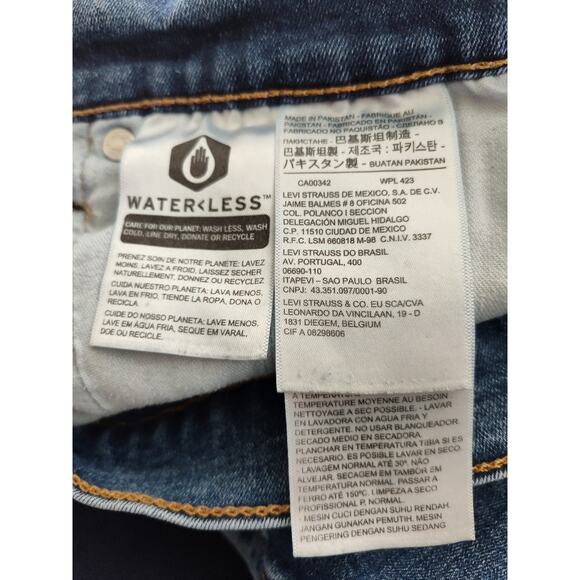 WATER<LESS™
CARE FOR OUR PLANET: WASH LESS, WASH
COLD, LINE DRY, DONATE OR RECYCLE
PRENEZ SOIN DE NOTRE PLANETE: LAVEZ
MOINS, LAVEZ A FROID, LAISSEZ SECHER
NATURELLEMENT, DONNEZ OU RECYCLEZ
CUIDA NUESTRO PLANETA: LAVA MENOS,
LAVA EN FRIO, TIENDE LA ROPA, DONA O
RECICLA.
CUIDE DO NOSSO PLANETA: LAVE MENOS,
LAVE EM ÁGUA FRIA, SEQUE EM VARAL,
DOE OU RECICLE.
MADE IN PAKISTAN - FABRIQUE AU
PAKISTAN - FABRICADO EN PAKISTAN -
FABRICADO NO PAQUISTÃO - СДЕЛАНО В
ПАКИСТАНЕ - 巴基斯坦制造 -
巴基斯坦製 - 제조국 : 파키스탄 -
パキスタン製 - BUATAN PAKISTAN
CA00342 WPL 423
LEVI STRAUSS DE MEXICO, S.A. DE C.V.
JAIME BALMES # 8 OFICINA 502
COL. POLANCO I SECCION
DELEGACIÓN MIGUEL HIDALGO
C.P. 11510 CIUDAD DE MEXICO
R.F.C. LSM 660818 M-98 C.N.I.V. 3337
LEVI STRAUSS DO BRASIL
AV. PORTUGAL, 400
06690-110
ITAPEVI – SAO PAULO BRASIL
CNPJ: 43.351.097/0001-90
LEVI STRAUSS & CO. EU SCA/CVA
LEONARDO DA VINCILAAN, 19 - D
1831 DIEGEM, BELGIUM
CIF A 08298606
A TEMPERATURE
TEMPERATURE MOYENNE AU BESOIN
NETTOYAGE A SEC POSSIBLE. - LAVAR
EN LAVADORA CON AGUA FRIA Y
DETERGENTE. NO USAR BLANQUEADOR.
SECADO MEDIO EN SECADORA.
PLANCHAR EN TEMPERATURA TIBIA SI ES
NECESARIO. ES POSIBLE LAVAR EN SECO.
- LAVAGEM NORMAL ATÉ 30º. NÃO
ALVEJAR. SECAGEM EM TAMBOR EM
TEMPERATURA NORMAL. PASSAR A
FERRO ATÉ 150ºC. LIMPEZA A SECO
PROFISSIONAL P, NORMAL.
- MESIN CUCI DENGAN SUHU RENDAH
JANGAN GUNAKAN PEMUTIH. MESIN
PENGERING DENGAN SUHU SEDANG